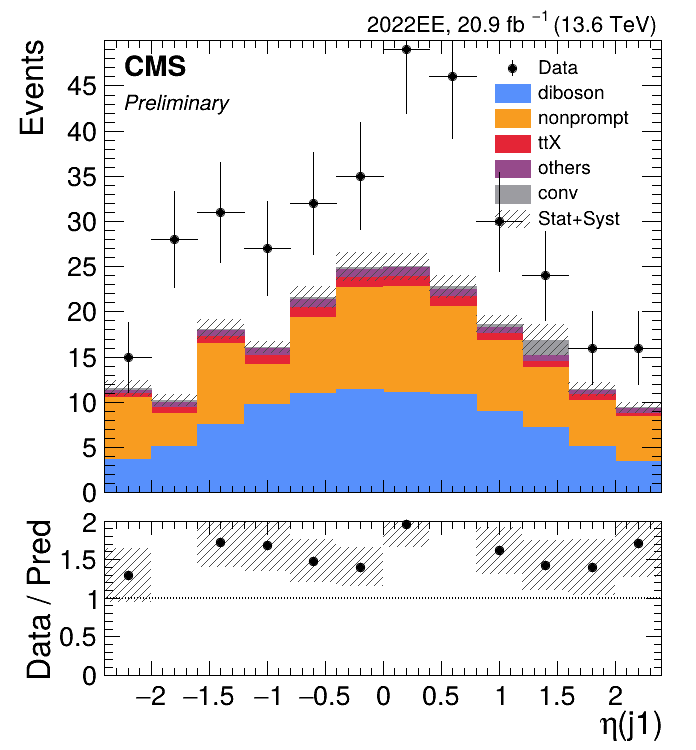 2022EE, 20.9 fb⁻¹ (13.6 TeV)
CMS
Preliminary
Events
45
40
35
30
25
20
15
10
5
0
Data
diboson
nonprompt
ttX
others
conv
Stat+Syst
Data / Pred
2
1.5
1
0.5
0
−2 −1.5 −1 −0.5 0 0.5 1 1.5 2
η(j1)